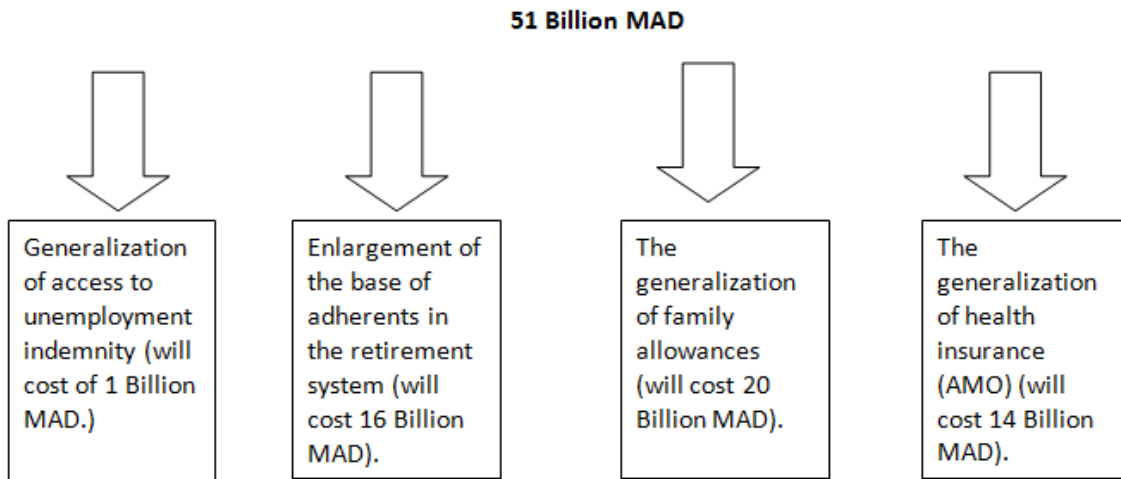 51 Billion MAD
Generalization
of access to
unemployment
indemnity (will
cost of 1 Billion
MAD.)
Enlargement of
the base of
adherents in
the retirement
system (will
cost 16 Billion
MAD).
The
generalization
of family
allowances
(will cost 20
Billion MAD).
The
generalization
of health
insurance
(AMO) (will
cost 14 Billion
MAD).